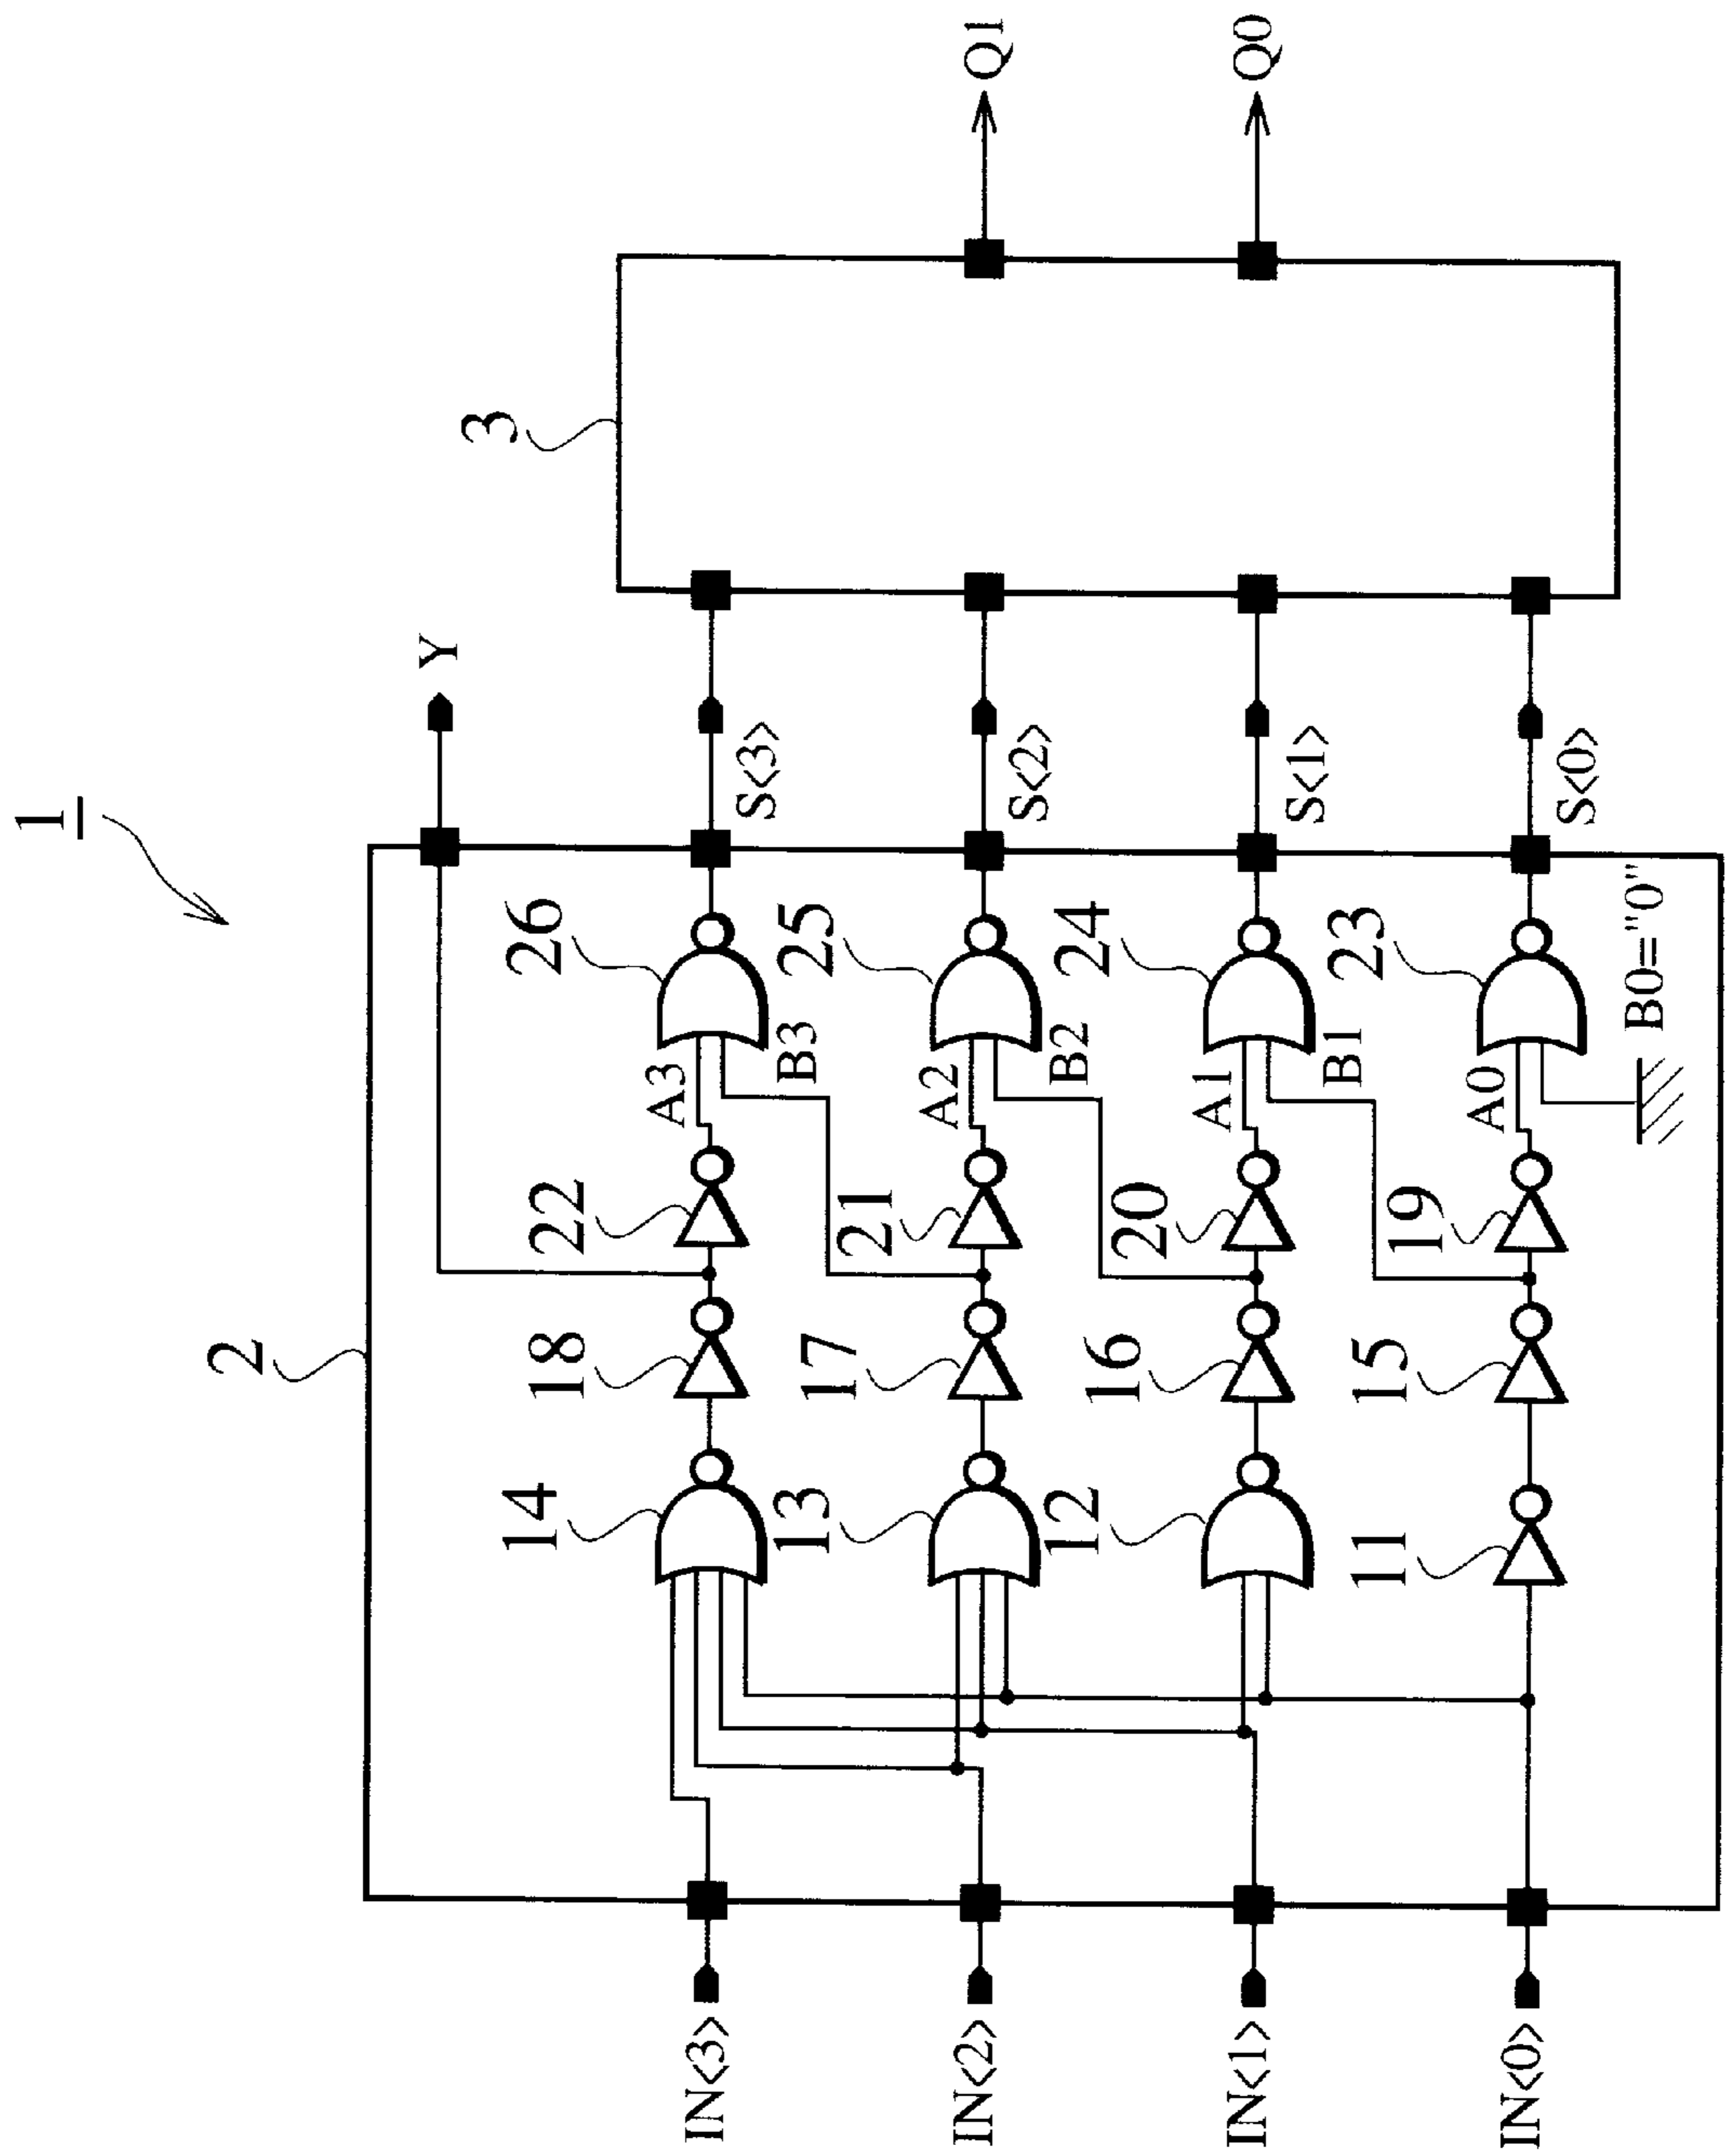 1
2
3
Y
Q1
Q0
14
18
22
A3
B3
26
S<3>
13
17
21
A2
B2
25
S<2>
12
16
20
A1
B1
24
S<1>
11
15
19
A0
B0="0"
23
S<0>
IN<3>
IN<2>
IN<1>
IN<0>